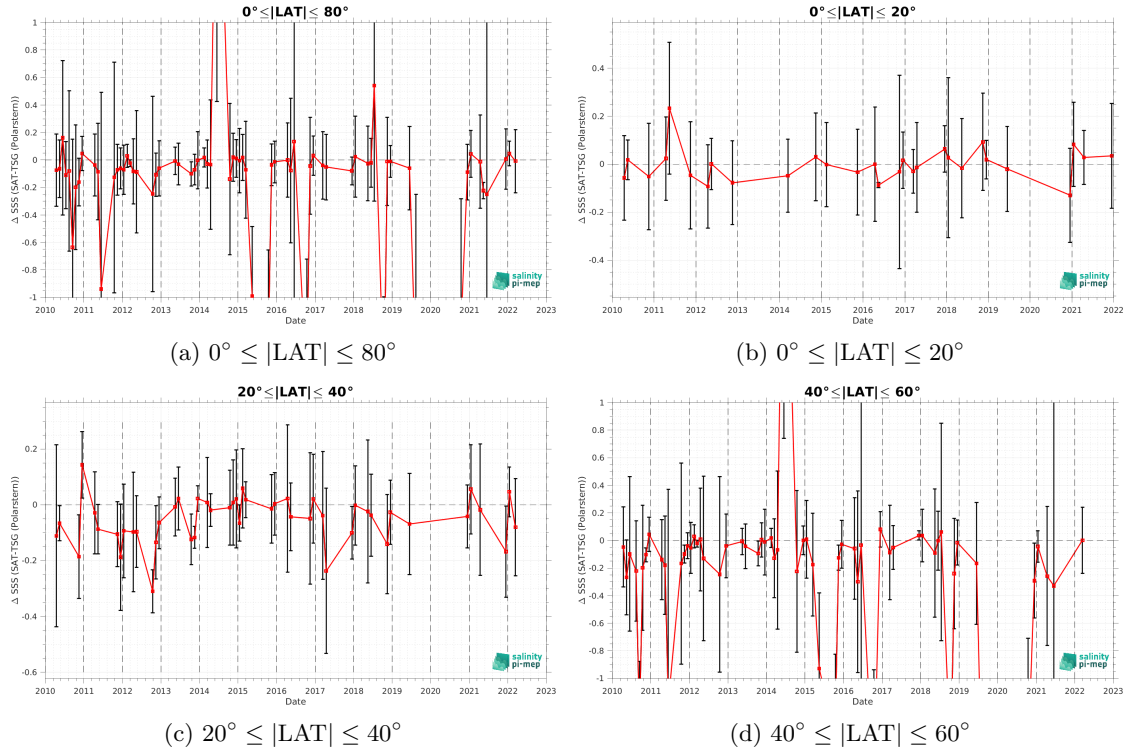 0°≤|LAT|≤ 80°
Δ SSS (SAT-TSG (Polarstern))
1
0.8
0.6
0.4
0.2
0
-0.2
-0.4
-0.6
-0.8
-1
2010 2011 2012 2013 2014 2015 2016 2017 2018 2019 2020 2021 2022 2023
Date
salinity
pi-mep
(a) 0° ≤ |LAT| ≤ 80°
0°≤|LAT|≤ 20°
Δ SSS (SAT-TSG (Polarstern))
0.4
0.2
0
-0.2
-0.4
2010 2011 2012 2013 2014 2015 2016 2017 2018 2019 2020 2021 2022
Date
salinity
pi-mep
(b) 0° ≤ |LAT| ≤ 20°
20°≤|LAT|≤ 40°
Δ SSS (SAT-TSG (Polarstern))
0.2
0
-0.2
-0.4
-0.6
2010 2011 2012 2013 2014 2015 2016 2017 2018 2019 2020 2021 2022 2023
Date
salinity
pi-mep
(c) 20° ≤ |LAT| ≤ 40°
40°≤|LAT|≤ 60°
Δ SSS (SAT-TSG (Polarstern))
1
0.8
0.6
0.4
0.2
0
-0.2
-0.4
-0.6
-0.8
-1
2010 2011 2012 2013 2014 2015 2016 2017 2018 2019 2020 2021 2022 2023
Date
salinity
pi-mep
(d) 40° ≤ |LAT| ≤ 60°